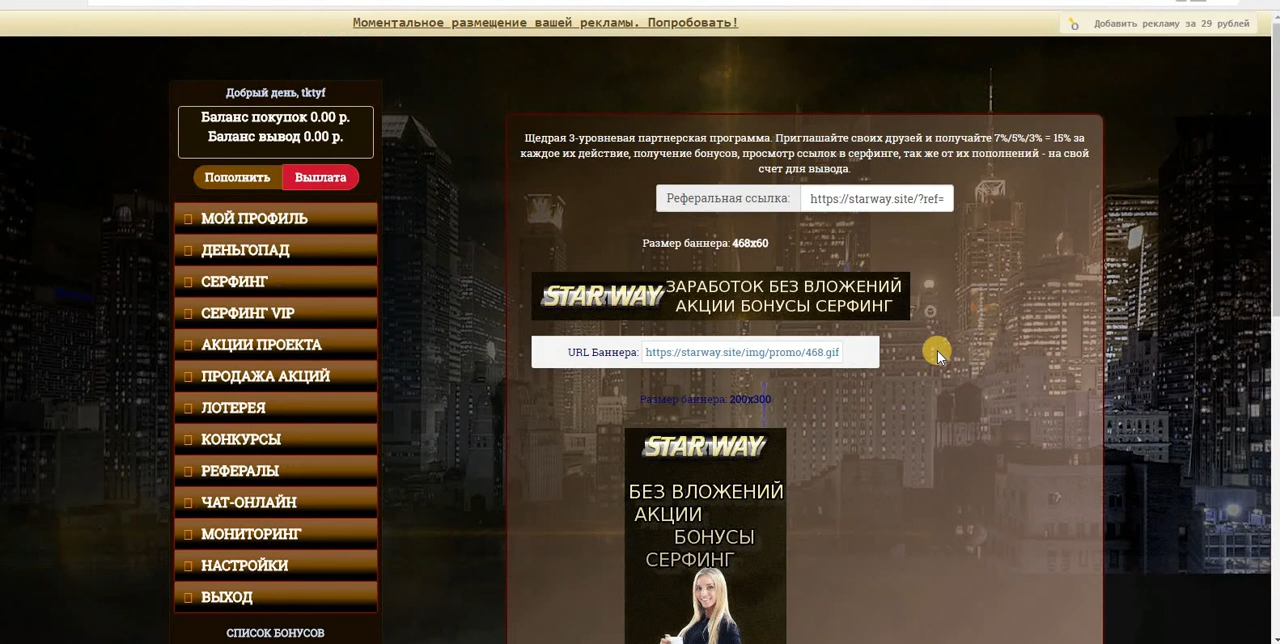 Моментальное размещение вашей рекламы. Попробовать!
Добавить рекламу за 29 рублей
Добрый день, tktyf
Баланс покупок 0.00 р.
Баланс вывод 0.00 р.
Пополнить
Выплата
МОЙ ПРОФИЛЬ
ДЕНЬГОПАД
СЕРФИНГ
СЕРФИНГ VIP
АКЦИИ ПРОЕКТА
ПРОДАЖА АКЦИЙ
ЛОТЕРЕЯ
КОНКУРСЫ
РЕФЕРАЛЫ
ЧАТ-ОНЛАЙН
МОНИТОРИНГ
НАСТРОЙКИ
ВЫХОД
СПИСОК БОНУСОВ
Щедрая 3-уровневая партнерская программа. Приглашайте своих друзей и получайте 7%/5%/3% = 15% за
каждое их действие, получение бонусов, просмотр ссылок в серфинге, так же от их пополнений - на свой
счет для вывода.
Реферальная ссылка: https://starway.site/?ref=
Размер баннера: 468x60
STAR WAY
ЗАРАБОТОК БЕЗ ВЛОЖЕНИЙ
АКЦИИ БОНУСЫ СЕРФИНГ
URL Баннера: https://starway.site/img/promo/468.gif
Размер баннера: 200x300
STAR WAY
БЕЗ ВЛОЖЕНИЙ
АКЦИИ
БОНУСЫ
СЕРФИНГ